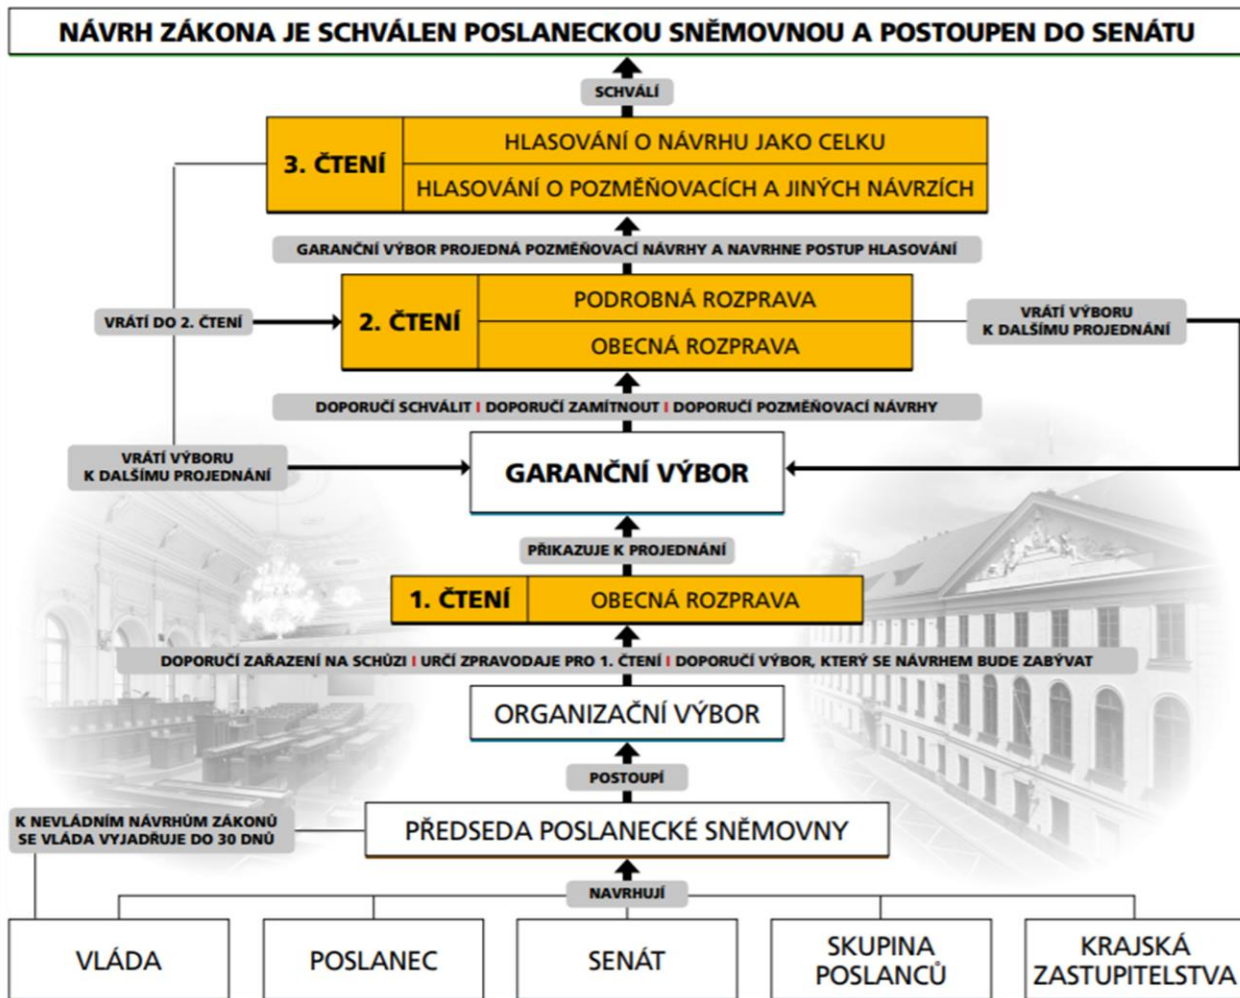 NÁVRH ZÁKONA JE SCHVÁLEN POSLANECKOU SNĚMOVNOU A POSTOUPEN DO SENÁTU
SCHVÁLÍ
3. ČTENÍ
HLASOVÁNÍ O NÁVRHU JAKO CELKU
HLASOVÁNÍ O POZMĚŇOVACÍCH A JINÝCH NÁVRZÍCH
GARANČNÍ VÝBOR PROJEDNÁ POZMĚŇOVACÍ NÁVRHY A NAVRHNE POSTUP HLASOVÁNÍ
VRÁTÍ DO 2. ČTENÍ
2. ČTENÍ
PODROBNÁ ROZPRAVA
OBECNÁ ROZPRAVA
VRÁTÍ VÝBORU
K DALŠÍMU PROJEDNÁNÍ
DOPORUČÍ SCHVÁLIT I DOPORUČÍ ZAMÍTNOUT I DOPORUČÍ POZMĚŇOVACÍ NÁVRHY
VRÁTÍ VÝBORU
K DALŠÍMU PROJEDNÁNÍ
GARANČNÍ VÝBOR
PŘIKAZUJE K PROJEDNÁNÍ
1. ČTENÍ
OBECNÁ ROZPRAVA
DOPORUČÍ ZAŘAZENÍ NA SCHŮZI I URČÍ ZPRAVODAJE PRO 1. ČTENÍ I DOPORUČÍ VÝBOR, KTERÝ SE NÁVRHEM BUDE ZABÝVAT
ORGANIZAČNÍ VÝBOR
POSTOUPÍ
K NEVLÁDNÍM NÁVRHŮM ZÁKONŮ
SE VLÁDA VYJADŘUJE DO 30 DNŮ
PŘEDSEDA POSLANECKÉ SNĚMOVNY
NAVRHUJÍ
VLÁDA
POSLANEC
SENÁT
SKUPINA
POSLANCŮ
KRAJSKÁ
ZASTUPITELSTVA